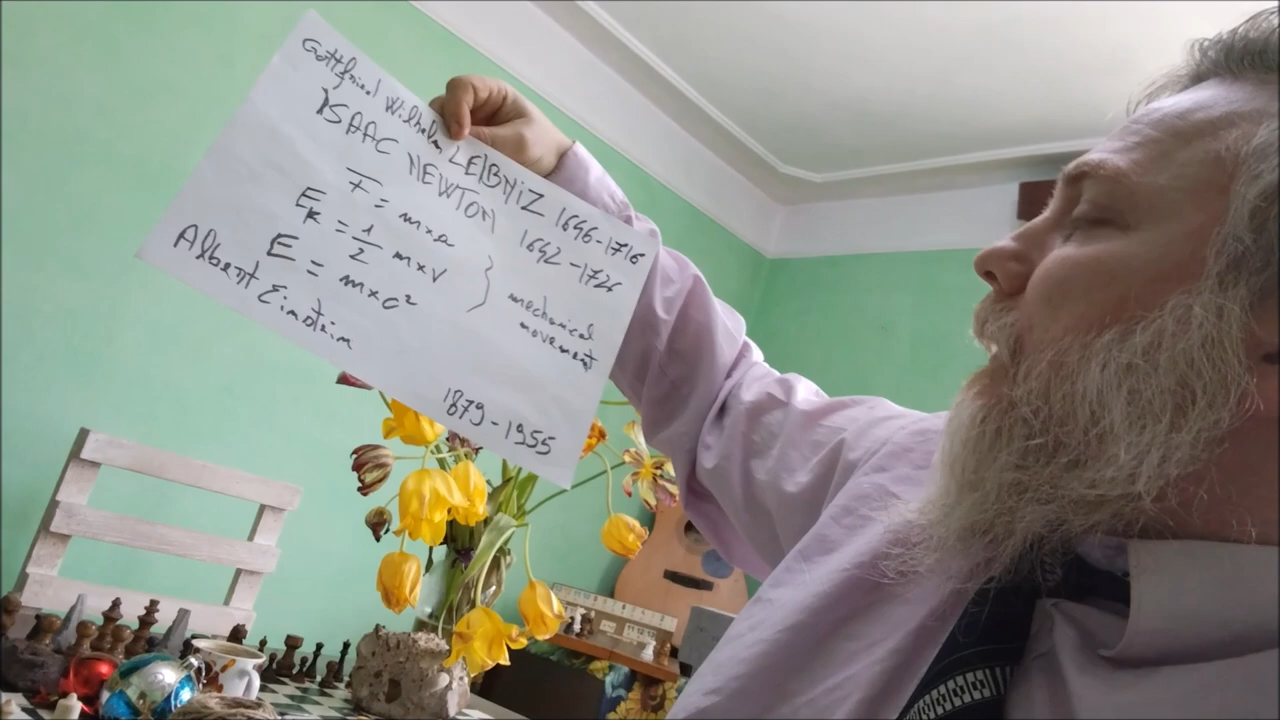 Gottfried Wilhelm LEIBNIZ 1646-1716
ISAAC NEWTON 1642-1726
F = m×a
Ek = 1/2 m×v } mechanical movement
E = m×c²
Albert Einstein 1879-1955